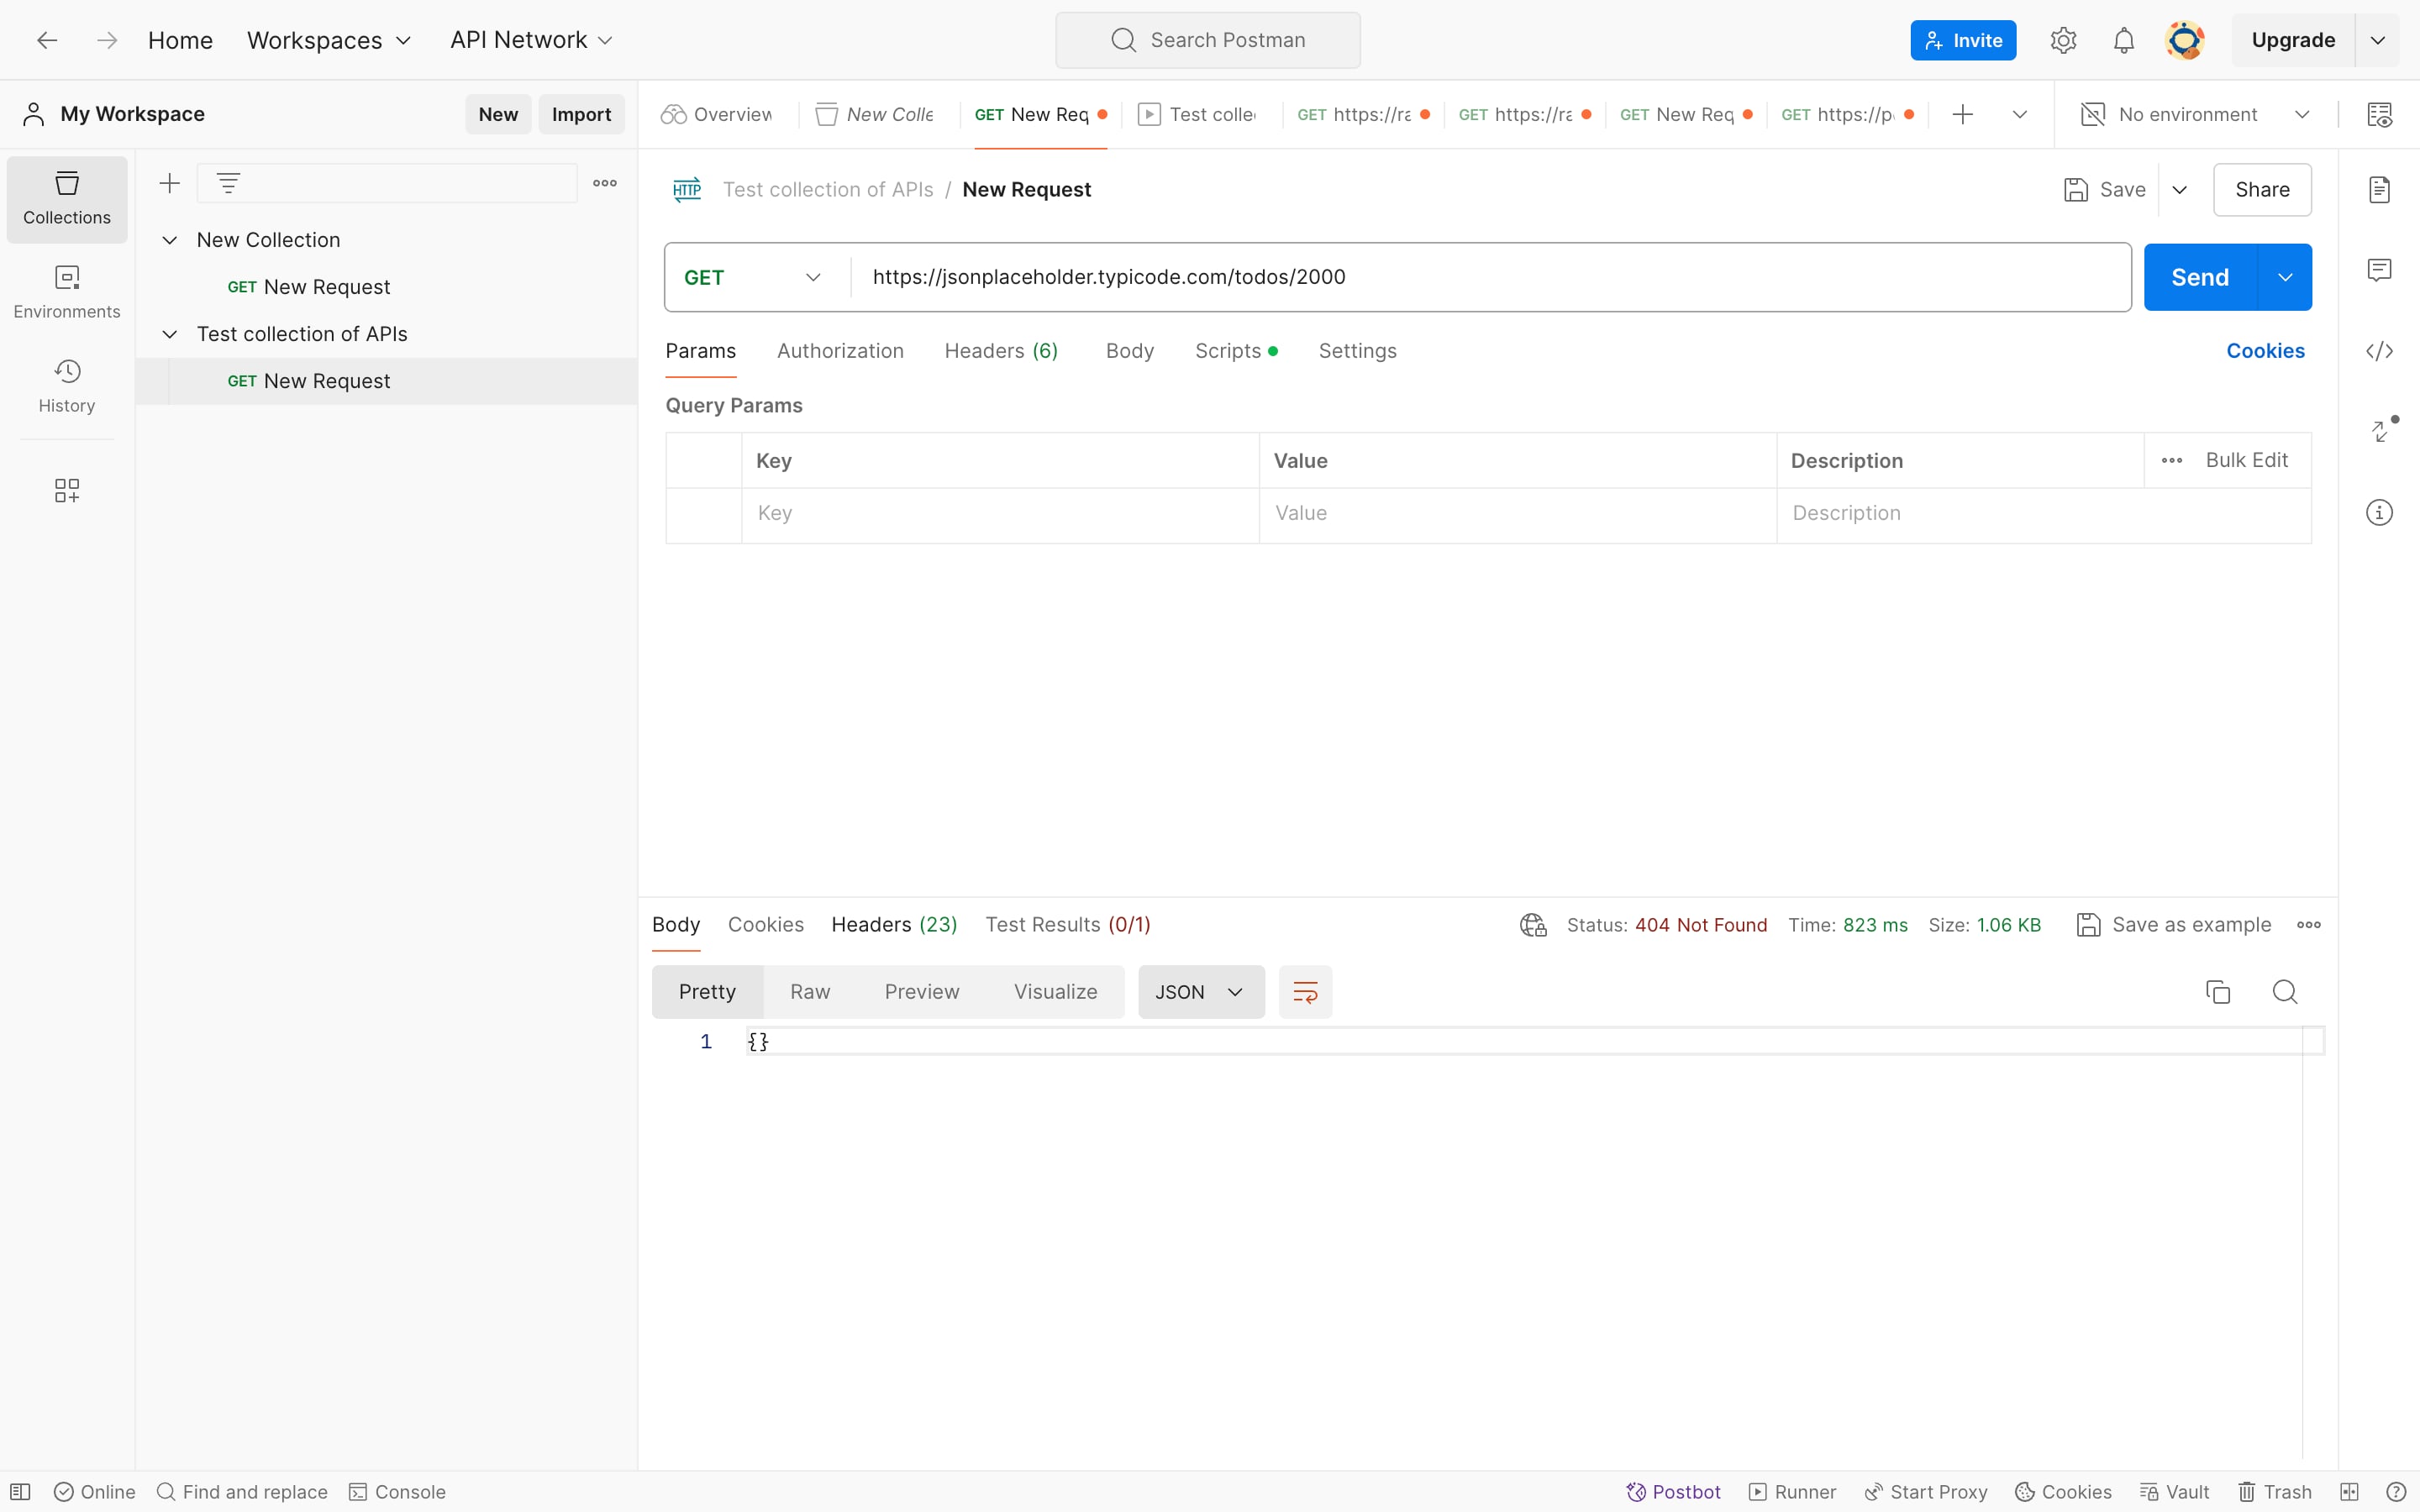 Home Workspaces API Network Search Postman Invite Upgrade
My Workspace New Import
Overview New Colle GET New Req Test colle GET https://ra GET https://ra GET New Req GET https://p No environment
Collections
Environments
History
New Collection
GET New Request
Test collection of APIs
GET New Request
HTTP Test collection of APIs / New Request Save Share
GET https://jsonplaceholder.typicode.com/todos/2000 Send
Params Authorization Headers (6) Body Scripts Settings Cookies
Query Params
Key Value Description Bulk Edit
Key Value Description
Body Cookies Headers (23) Test Results (0/1) Status: 404 Not Found Time: 823 ms Size: 1.06 KB Save as example
Pretty Raw Preview Visualize JSON
1 {}
Online Find and replace Console Postbot Runner Start Proxy Cookies Vault Trash